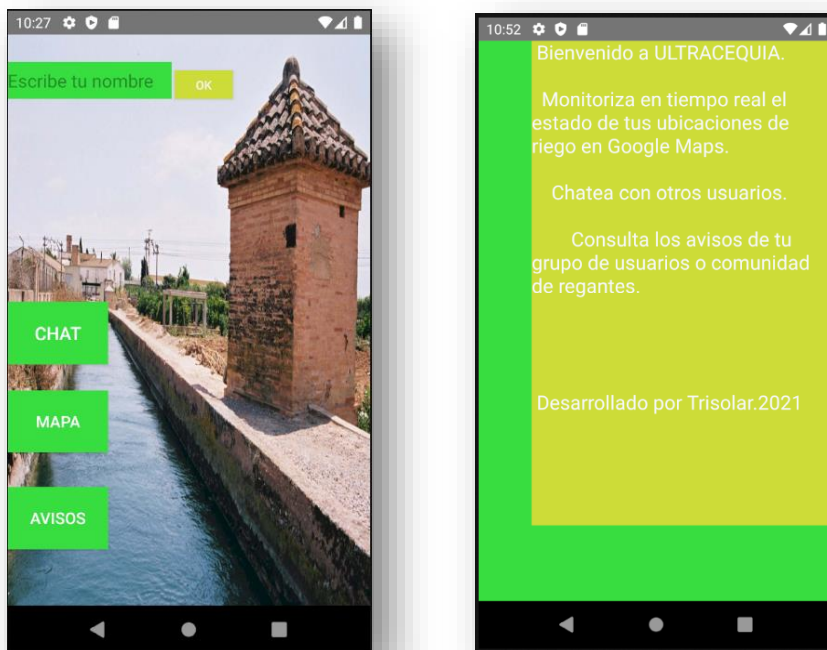 10:27
Escribe tu nombre
OK
CHAT
MAPA
AVISOS
10:52
Bienvenido a ULTRACEQUIA.
Monitoriza en tiempo real el
estado de tus ubicaciones de
riego en Google Maps.
Chatea con otros usuarios.
Consulta los avisos de tu
grupo de usuarios o comunidad
de regantes.
Desarrollado por Trisolar.2021